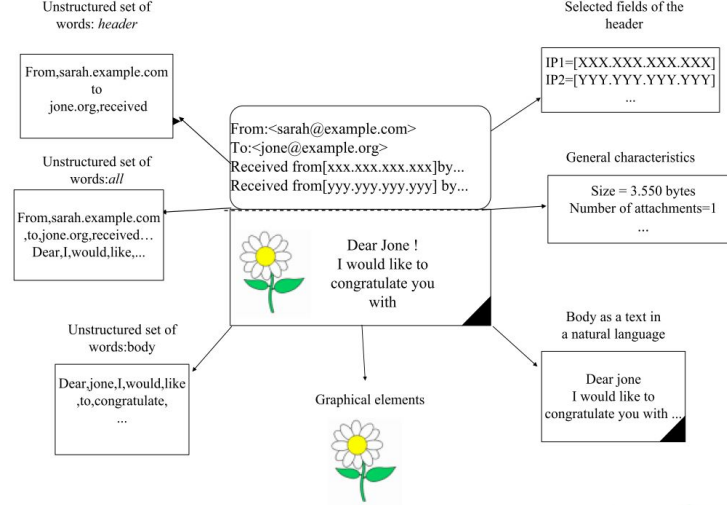 Unstructured set of
words: header
From,sarah.example.com
to
jone.org,received
Selected fields of the
header
IP1=[XXX.XXX.XXX.XXX]
IP2=[YYY.YYY.YYY.YYY]
...
From:<sarah@example.com>
To:<jone@example.org>
Received from[xxx.xxx.xxx.xxx]by...
Received from[yyy.yyy.yyy.yyy] by...
Unstructured set of
words:all
From,sarah.example.com
,to,jone.org,received…
Dear,I,would,like,...
General characteristics
Size = 3.550 bytes
Number of attachments=1
...
Dear Jone !
I would like to
congratulate you
with
Unstructured set of
words:body
Dear,jone,I,would,like
,to,congratulate,
...
Graphical elements
Body as a text in
a natural language
Dear jone
I would like to
congratulate you with ...